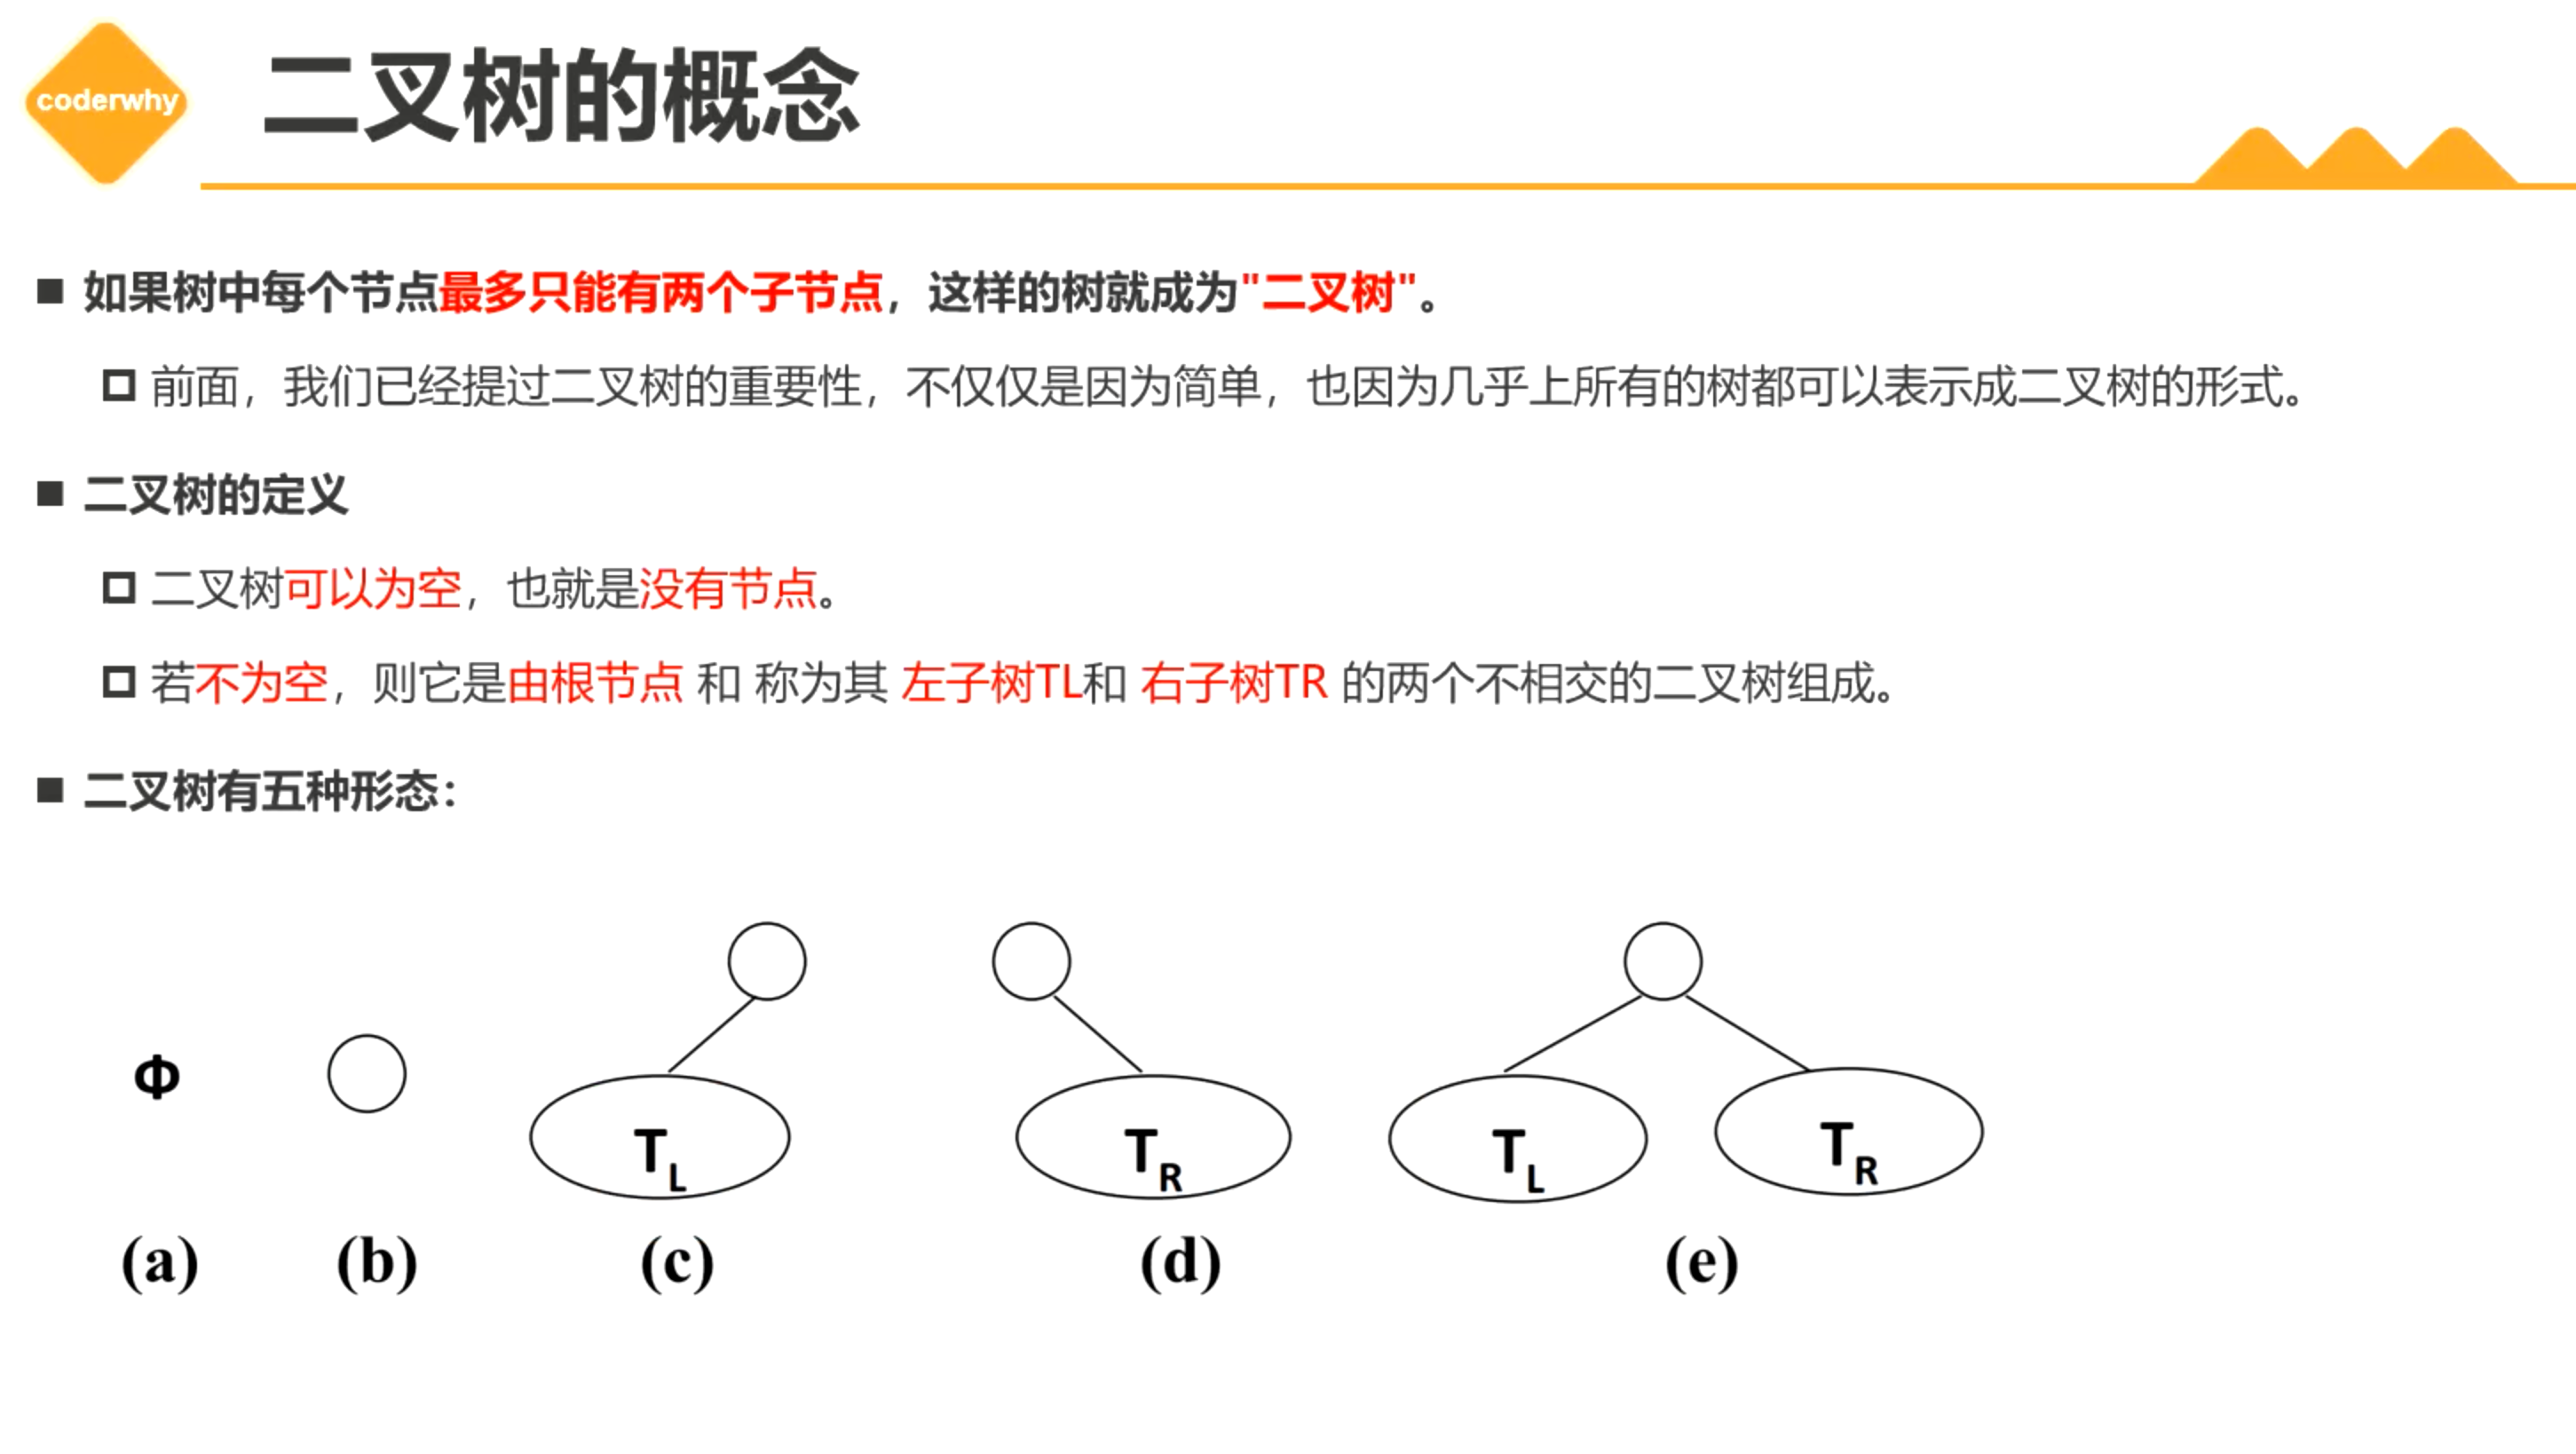 coderwhy
二叉树的概念
如果树中每个节点最多只能有两个子节点，这样的树就成为"二叉树"。
前面，我们已经提过二叉树的重要性，不仅仅是因为简单，也因为几乎上所有的树都可以表示成二叉树的形式。
二叉树的定义
二叉树可以为空，也就是没有节点。
若不为空，则它是由根节点 和 称为其 左子树TL和 右子树TR 的两个不相交的二叉树组成。
二叉树有五种形态：
Φ
TL
TR
TL
TR
(a) (b) (c) (d) (e)